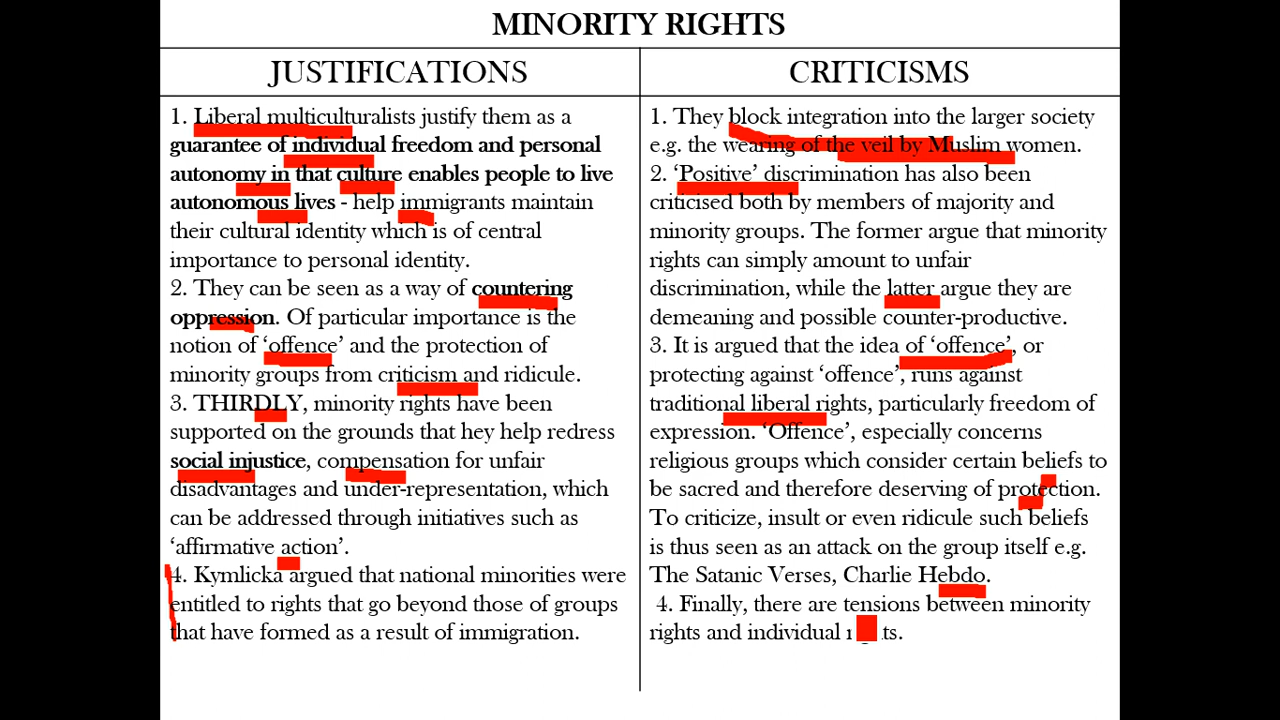 MINORITY RIGHTS
JUSTIFICATIONS
1. Liberal multiculturalists justify them as a
guarantee of individual freedom and personal
autonomy in that culture enables people to live
autonomous lives - help immigrants maintain
their cultural identity which is of central
importance to personal identity.
2. They can be seen as a way of countering
oppression. Of particular importance is the
notion of ‘offence’ and the protection of
minority groups from criticism and ridicule.
3. THIRDLY, minority rights have been
supported on the grounds that hey help redress
social injustice, compensation for unfair
disadvantages and under-representation, which
can be addressed through initiatives such as
‘affirmative action’.
4. Kymlicka argued that national minorities were
entitled to rights that go beyond those of groups
that have formed as a result of immigration.
CRITICISMS
1. They block integration into the larger society
e.g. the wearing of the veil by Muslim women.
2. ‘Positive’ discrimination has also been
criticised both by members of majority and
minority groups. The former argue that minority
rights can simply amount to unfair
discrimination, while the latter argue they are
demeaning and possible counter-productive.
3. It is argued that the idea of ‘offence’, or
protecting against ‘offence’, runs against
traditional liberal rights, particularly freedom of
expression. ‘Offence’, especially concerns
religious groups which consider certain beliefs to
be sacred and therefore deserving of protection.
To criticize, insult or even ridicule such beliefs
is thus seen as an attack on the group itself e.g.
The Satanic Verses, Charlie Hebdo.
4. Finally, there are tensions between minority
rights and individual